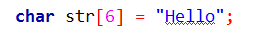 char str[6] = "Hello";